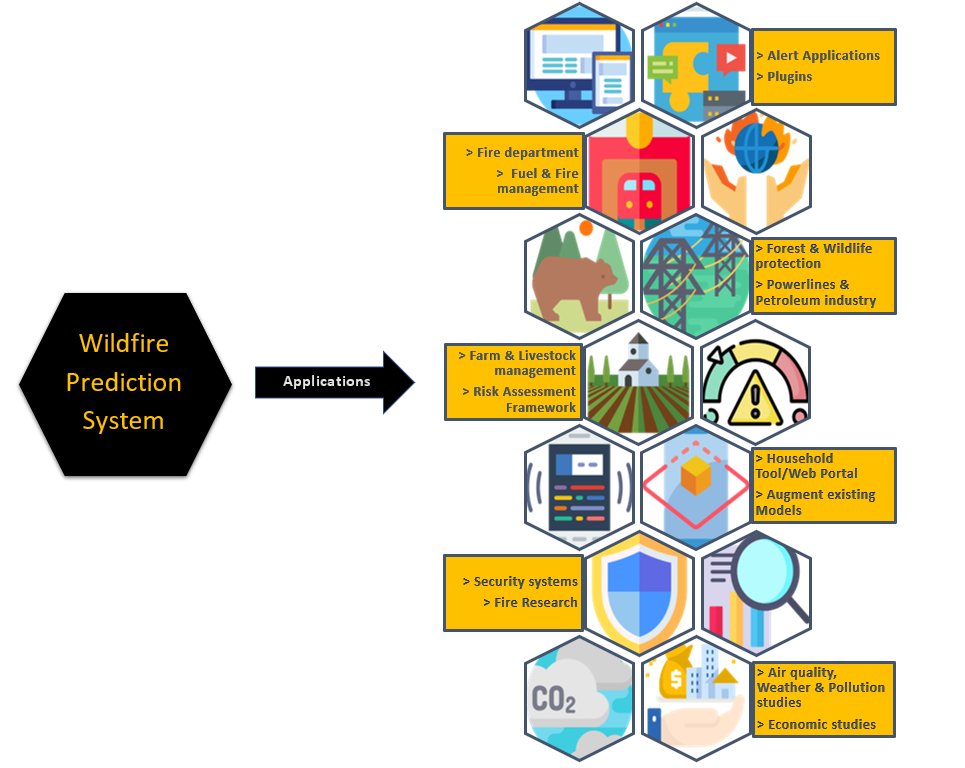 Wildfire
Prediction
System
Applications
> Alert Applications
> Plugins
> Fire department
> Fuel & Fire
management
> Forest & Wildlife
protection
> Powerlines &
Petroleum industry
> Farm & Livestock
management
> Risk Assessment
Framework
> Household
Tool/Web Portal
> Augment existing
Models
> Security systems
> Fire Research
CO2
$
> Air quality,
Weather & Pollution
studies
> Economic studies